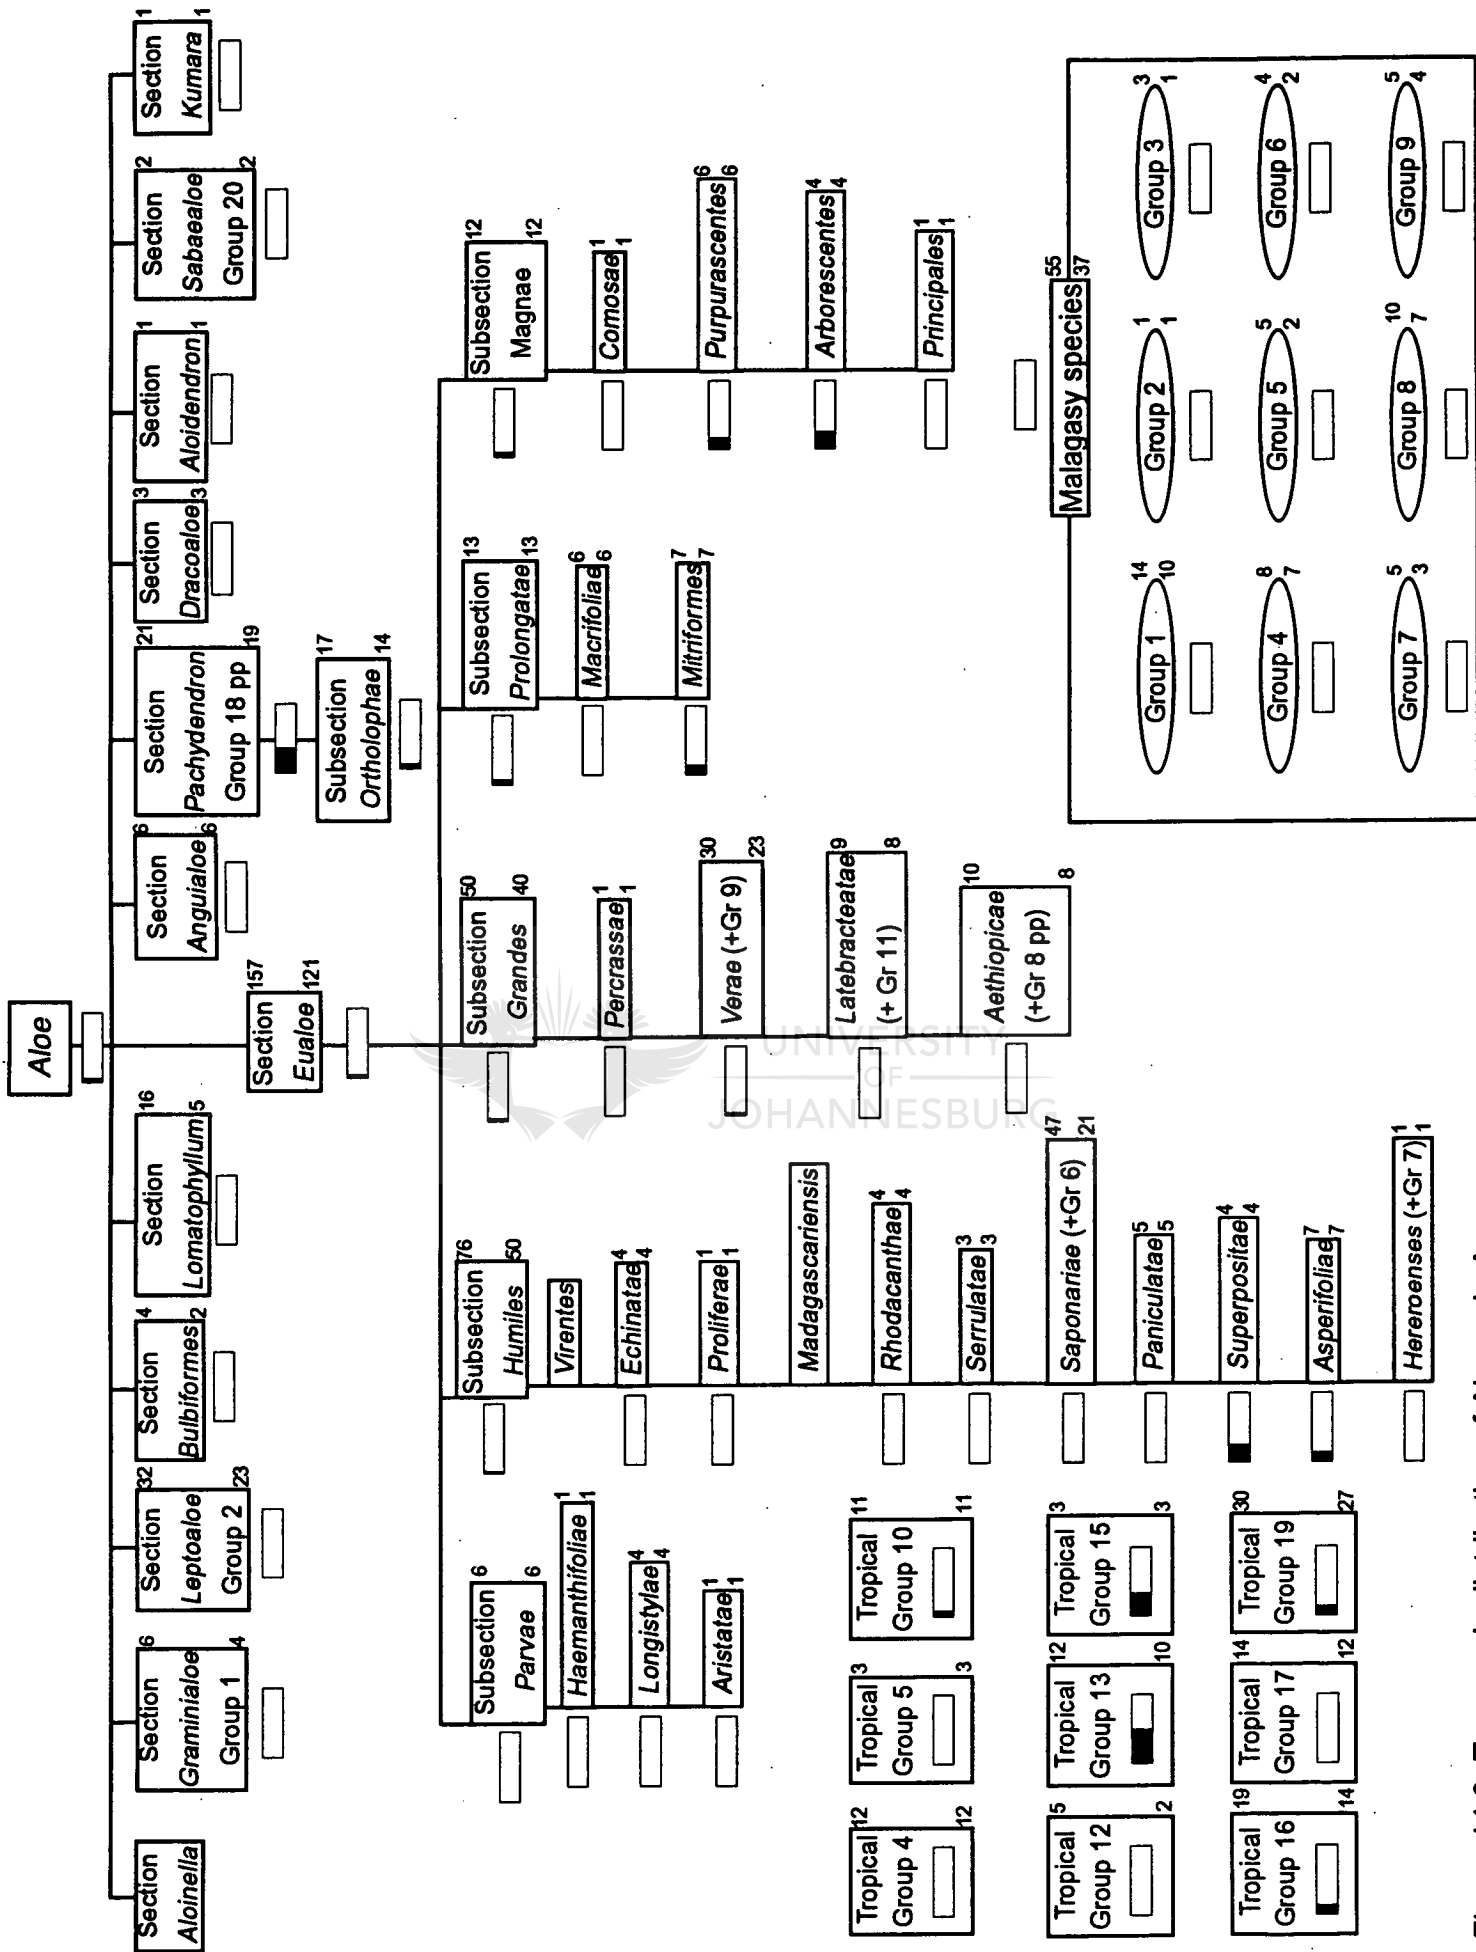 Aloe
Section
Aloinella
Section
Graminialoe
Group 1
6
4
Section
Leptoaloe
Group 2
32
23
Section
Bulbiformes
4
2
Section
Lomatophyllum
16
5
Section
Eualoe
157
121
Section
Anguialoe
6
6
Section
Pachydendron
Group 18 pp
21
19
Subsection
Ortholophae
17
14
Section
Dracoaloe
3
3
Section
Aloidendron
1
1
Section
Sabaealoe
Group 20
2
2
Section
Kumara
1
1
Subsection
Parvae
6
6
Haemanthifoliae
1
1
Longistylae
4
4
Aristatae
1
1
Subsection
Humiles
76
50
Virentes
Echinatae
4
4
Proliferae
1
1
Madagascariensis
Rhodacanthae
4
4
Serrulatae
3
3
Saponariae (+Gr 6)
47
21
Paniculatae
5
5
Superpositae
4
4
Asperifoliae
7
7
Hereroenses (+Gr 7)
1
1
Subsection
Grandes
50
40
Percrassae
1
1
Verae (+Gr 9)
30
23
Latebracteatae
(+ Gr 11)
9
8
Aethiopicae
(+Gr 8 pp)
10
8
Subsection
Prolongatae
13
13
Macrifoliae
6
6
Mitriformes
7
7
Subsection
Magnae
12
12
Comosae
1
1
Purpurascentes
6
6
Arborescentes
4
4
Principales
1
1
Tropical
Group 4
12
12
Tropical
Group 5
3
3
Tropical
Group 10
11
11
Tropical
Group 12
5
2
Tropical
Group 13
12
10
Tropical
Group 15
3
3
Tropical
Group 16
19
14
Tropical
Group 17
14
12
Tropical
Group 19
30
27
Malagasy species
55
37
Group 1
14
10
Group 2
1
1
Group 3
3
1
Group 4
8
7
Group 5
5
2
Group 6
4
2
Group 7
5
3
Group 8
10
7
Group 9
5
4
UNIVERSITY
OF
JOHANNESBURG